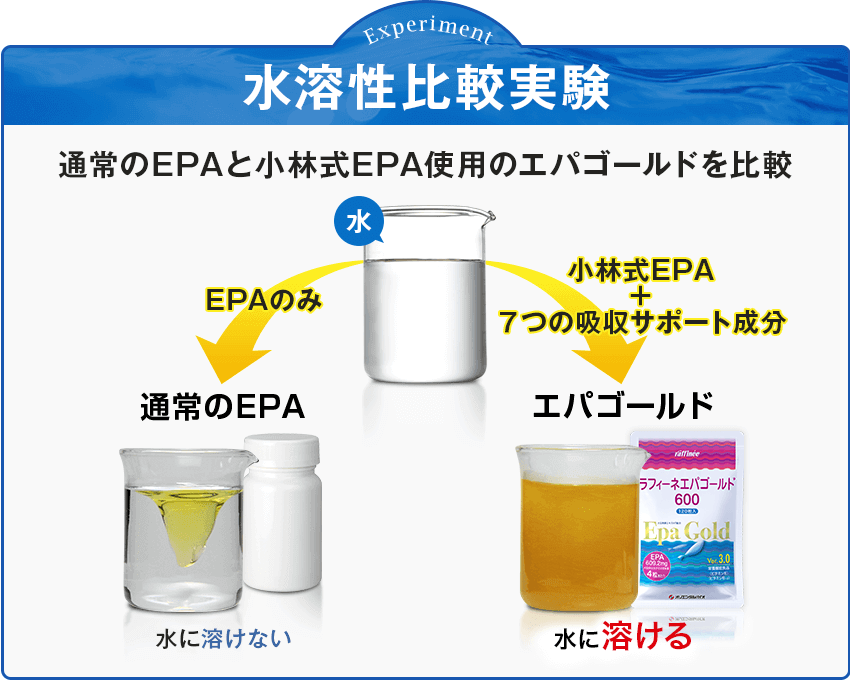 Experiment
水溶性比較実験
通常のEPAと小林式EPA使用のエパゴールドを比較
水
EPAのみ
小林式EPA
+
7つの吸収サポート成分
通常のEPA
エパゴールド
raffinée
ラフィーネエパゴールド
600
120粒入
Epa Gold
Ver. 3.0
EPA
600.2mg
4粒
水に溶けない
水に溶ける